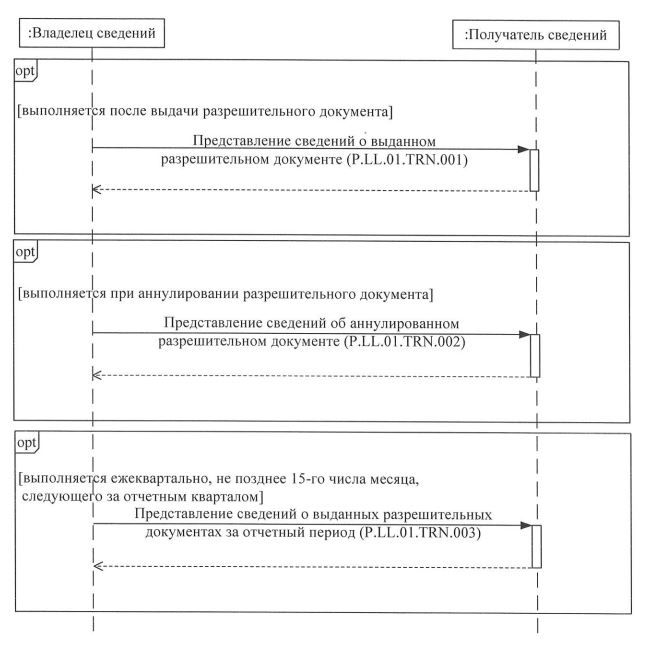 :Владелец сведений
:Получатель сведений
opt
[выполняется после выдачи разрешительного документа]
Представление сведений о выданном
разрешительном документе (P.LL.01.TRN.001)
opt
[выполняется при аннулировании разрешительного документа]
Представление сведений об аннулированном
разрешительном документе (P.LL.01.TRN.002)
opt
[выполняется ежеквартально, не позднее 15-го числа месяца,
следующего за отчетным кварталом]
Представление сведений о выданных разрешительных
документах за отчетный период (P.LL.01.TRN.003)